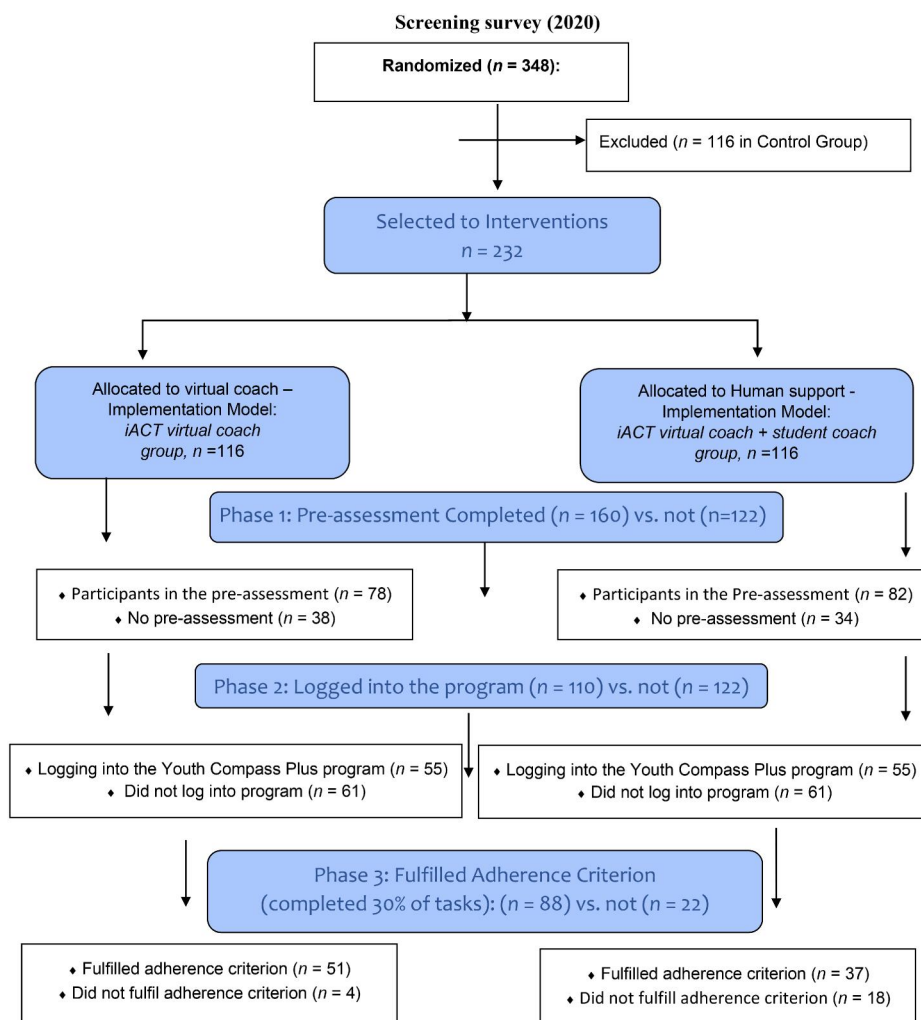 Screening survey (2020)
Randomized (n = 348):
Excluded (n = 116 in Control Group)
Selected to Interventions
n = 232
Allocated to virtual coach –
Implementation Model:
iACT virtual coach
group, n =116
Allocated to Human support -
Implementation Model:
iACT virtual coach + student coach
group, n =116
Phase 1: Pre-assessment Completed (n = 160) vs. not (n=122)
♦ Participants in the pre-assessment (n = 78)
♦ No pre-assessment (n = 38)
♦ Participants in the Pre-assessment (n = 82)
♦ No pre-assessment (n = 34)
Phase 2: Logged into the program (n = 110) vs. not (n = 122)
♦ Logging into the Youth Compass Plus program (n = 55)
♦ Did not log into program (n = 61)
♦ Logging into the Youth Compass Plus program (n = 55)
♦ Did not log into program (n = 61)
Phase 3: Fulfilled Adherence Criterion
(completed 30% of tasks): (n = 88) vs. not (n = 22)
♦ Fulfilled adherence criterion (n = 51)
♦ Did not fulfil adherence criterion (n = 4)
♦ Fulfilled adherence criterion (n = 37)
♦ Did not fulfill adherence criterion (n = 18)